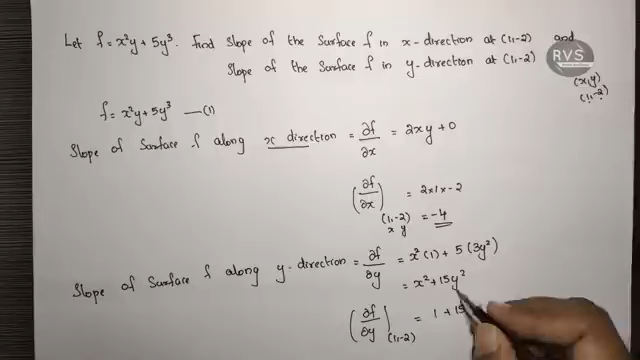 Let f = x²y + 5y³. Find Slope of the Surface f in x-direction at (1,-2) and
Slope of the Surface f in y-direction at (1,-2)
RVS
(x,y)
(1,-2)
f = x²y + 5y³ —(1)
Slope of Surface f along x direction = ∂f/∂x = 2xy + 0
(∂f/∂x)(1,-2) = 2×1×-2
x y = -4
Slope of Surface f along y-direction = ∂f/∂y = x²(1) + 5(3y²)
= x² + 15y²
(∂f/∂y)(1,-2) = 1 + 15